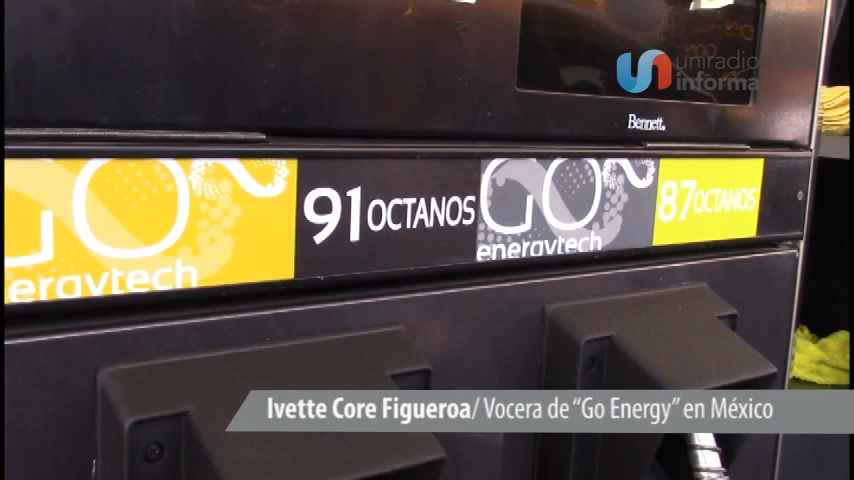 uniradio
informa
Bennett.
GO
energytech
91 OCTANOS
GO
energytech
87 OCTANOS
Ivette Core Figueroa/ Vocera de “Go Energy” en México